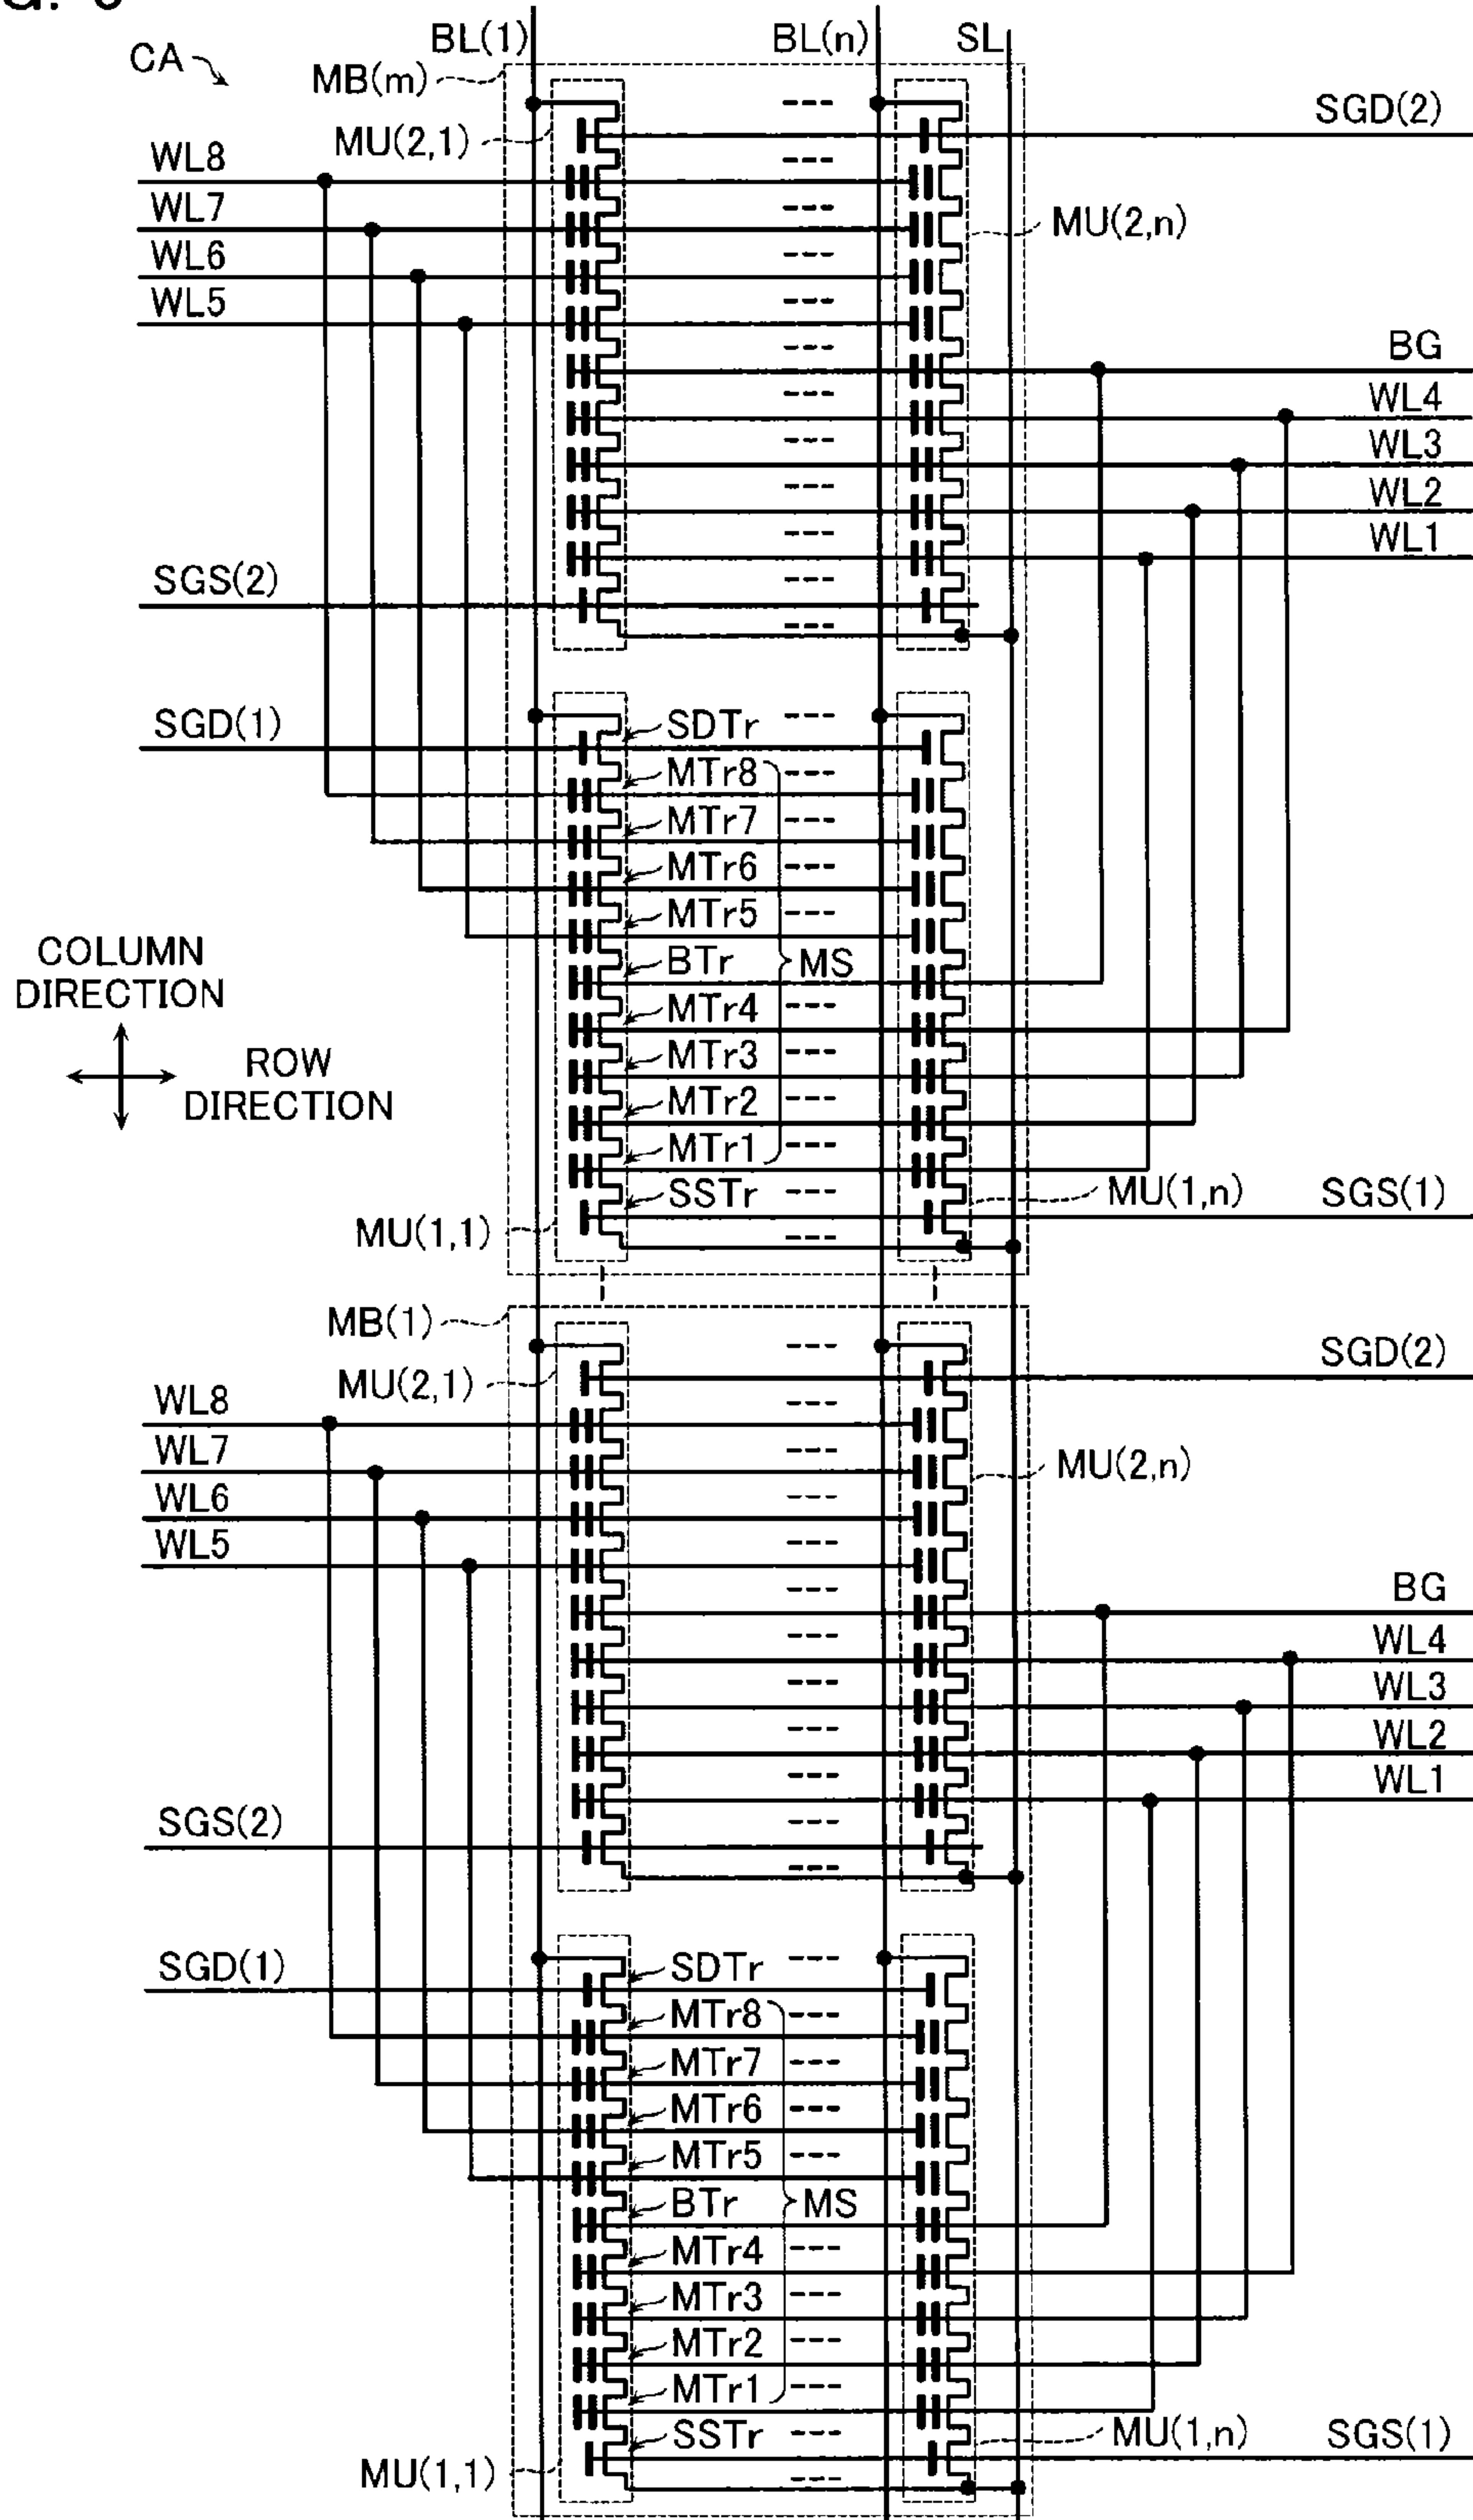 BL(1) BL(n) SL
CA
MB(m)
SGD(2)
MU(2,1)
WL8
WL7
MU(2,n)
WL6
WL5
BG
WL4
WL3
WL2
WL1
SGS(2)
SGD(1)
SDTr
MTr8
MTr7
MTr6
MTr5
BTr
MS
MTr4
MTr3
MTr2
MTr1
SSTr
COLUMN
DIRECTION
ROW
DIRECTION
MU(1,n)
SGS(1)
MU(1,1)
MB(1)
SGD(2)
MU(2,1)
WL8
WL7
MU(2,n)
WL6
WL5
BG
WL4
WL3
WL2
WL1
SGS(2)
SGD(1)
SDTr
MTr8
MTr7
MTr6
MTr5
BTr
MS
MTr4
MTr3
MTr2
MTr1
SSTr
MU(1,n)
SGS(1)
MU(1,1)